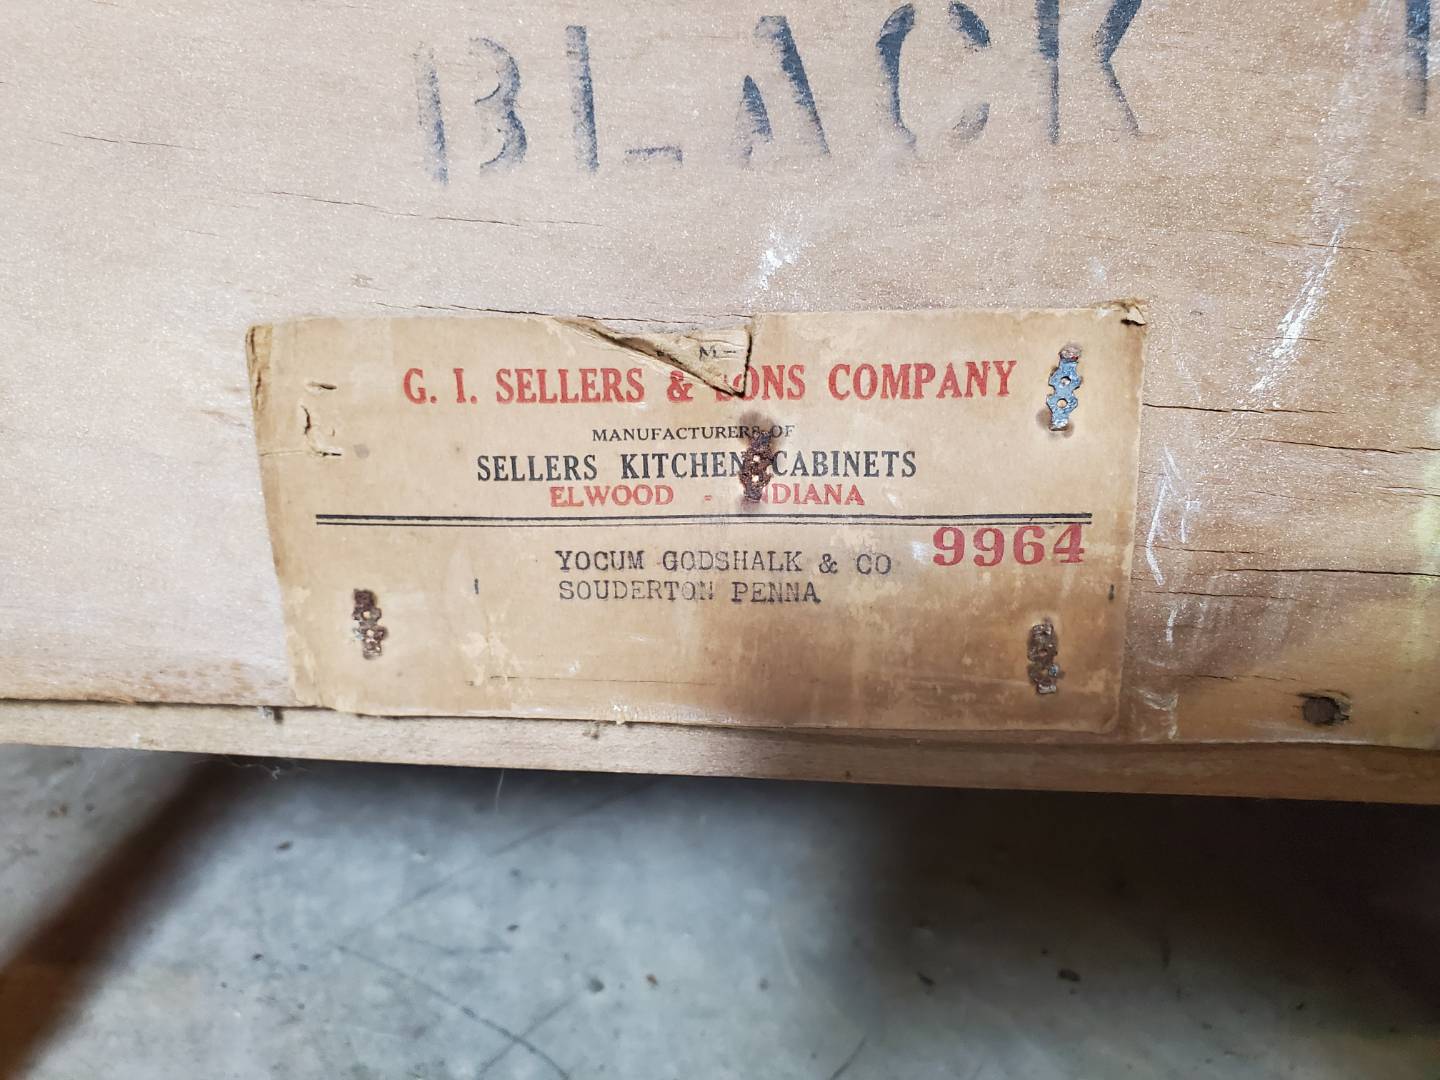 BLACK
M-
G. I. SELLERS & SONS COMPANY
MANUFACTURERS OF
SELLERS KITCHEN CABINETS
ELWOOD - INDIANA
9964
YOCUM GODSHALK & CO
SOUDERTON PENNA